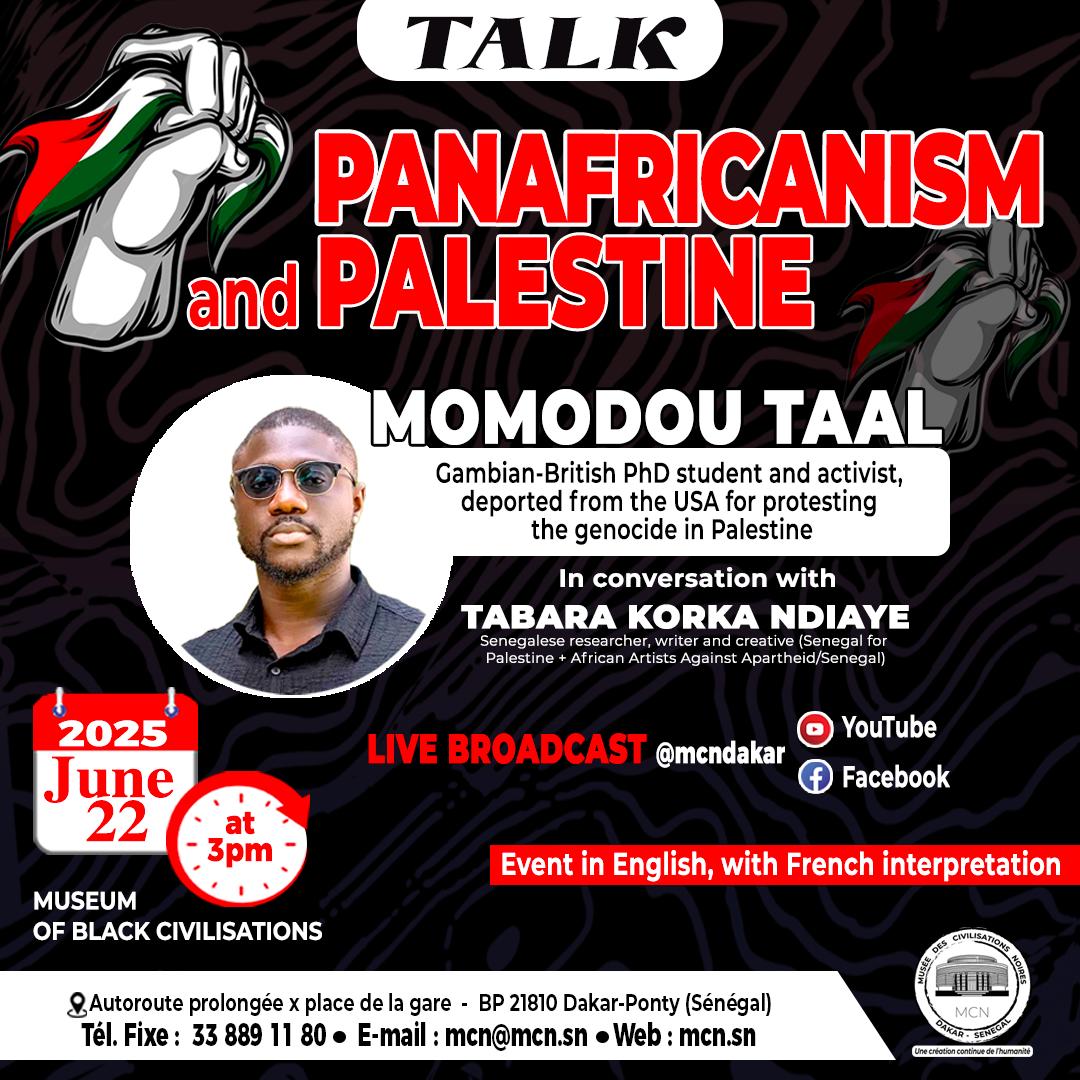 TALK
PANAFRICANISM
and PALESTINE
MOMODOU TAAL
Gambian-British PhD student and activist,
deported from the USA for protesting
the genocide in Palestine
In conversation with
TABARA KORKA NDIAYE
Senegalese researcher, writer and creative (Senegal for
Palestine + African Artists Against Apartheid/Senegal)
2025
June
22
at
3pm
LIVE BROADCAST @mcndakar
YouTube
Facebook
Event in English, with French interpretation
MUSEUM
OF BLACK CIVILISATIONS
Autoroute prolongée x place de la gare - BP 21810 Dakar-Ponty (Sénégal)
Tél. Fixe : 33 889 11 80 • E-mail : mcn@mcn.sn • Web : mcn.sn
MUSÉE DES CIVILISATIONS NOIRES
MCN
DAKAR - SENEGAL
Une création continue de l'humanité